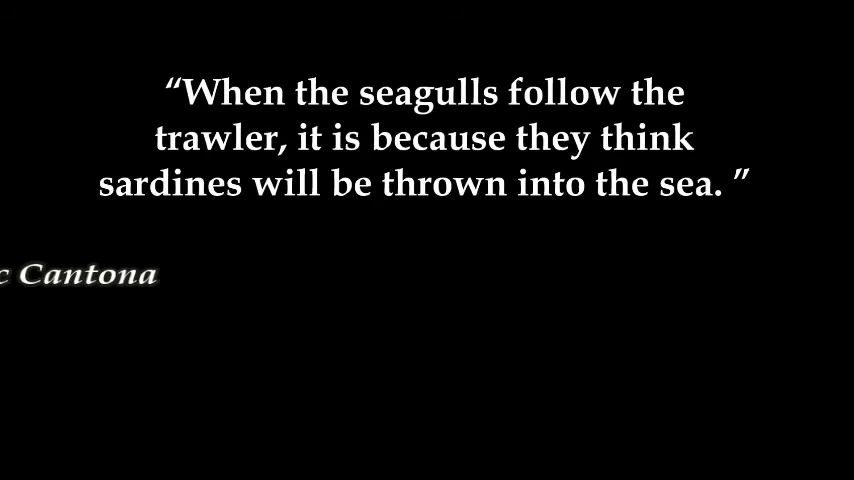 “When the seagulls follow the
trawler, it is because they think
sardines will be thrown into the sea. ”
c Cantona